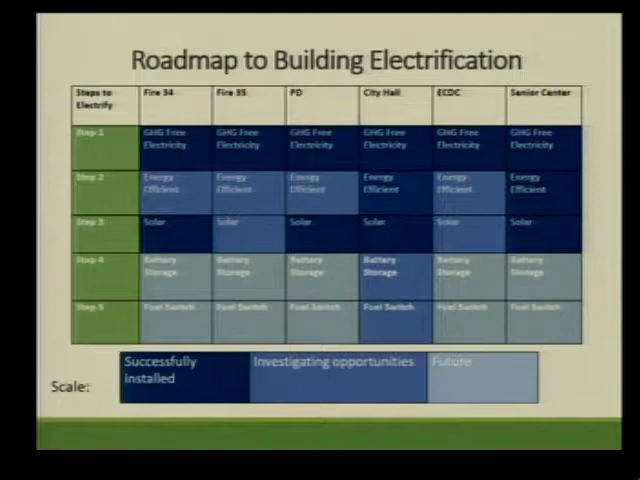 Roadmap to Building Electrification
Steps to Electrify Fire 34 Fire 35 PD City Hall ECDC Senior Center
Step 1 GHG Free Electricity GHG Free Electricity GHG Free Electricity GHG Free Electricity GHG Free Electricity GHG Free Electricity
Step 2 Energy Efficient Energy Efficient Energy Efficient Energy Efficient Energy Efficient Energy Efficient
Step 3 Solar Solar Solar Solar Solar Solar
Step 4 Battery Storage Battery Storage Battery Storage Battery Storage Battery Storage Battery Storage
Step 5 Fuel Switch Fuel Switch Fuel Switch Fuel Switch Fuel Switch Fuel Switch
Scale: Successfully installed Investigating opportunities Future